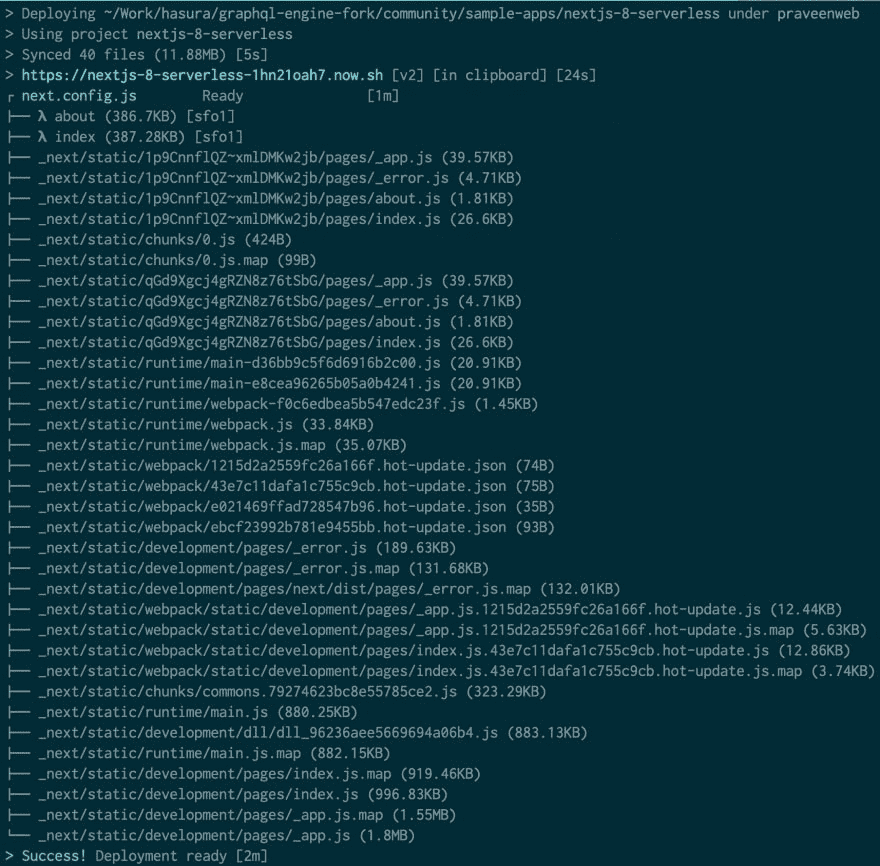 > Deploying ~/Work/hasura/graphql-engine-fork/community/sample-apps/nextjs-8-serverless under praveenweb
> Using project nextjs-8-serverless
> Synced 40 files (11.88MB) [5s]
> https://nextjs-8-serverless-1hn21oah7.now.sh [v2] [in clipboard] [24s]
┌ next.config.js        Ready               [1m]
├── λ about (386.7KB) [sfo1]
├── λ index (387.28KB) [sfo1]
├── _next/static/1p9CnnflQZ~xmlDMKw2jb/pages/_app.js (39.57KB)
├── _next/static/1p9CnnflQZ~xmlDMKw2jb/pages/_error.js (4.71KB)
├── _next/static/1p9CnnflQZ~xmlDMKw2jb/pages/about.js (1.81KB)
├── _next/static/1p9CnnflQZ~xmlDMKw2jb/pages/index.js (26.6KB)
├── _next/static/chunks/0.js (424B)
├── _next/static/chunks/0.js.map (99B)
├── _next/static/qGd9Xgcj4gRZN8z76tSbG/pages/_app.js (39.57KB)
├── _next/static/qGd9Xgcj4gRZN8z76tSbG/pages/_error.js (4.71KB)
├── _next/static/qGd9Xgcj4gRZN8z76tSbG/pages/about.js (1.81KB)
├── _next/static/qGd9Xgcj4gRZN8z76tSbG/pages/index.js (26.6KB)
├── _next/static/runtime/main-d36bb9c5f6d6916b2c00.js (20.91KB)
├── _next/static/runtime/main-e8cea96265b05a0b4241.js (20.91KB)
├── _next/static/runtime/webpack-f0c6edbea5b547edc23f.js (1.45KB)
├── _next/static/runtime/webpack.js (33.84KB)
├── _next/static/runtime/webpack.js.map (35.07KB)
├── _next/static/webpack/1215d2a2559fc26a166f.hot-update.json (74B)
├── _next/static/webpack/43e7c11dafa1c755c9cb.hot-update.json (75B)
├── _next/static/webpack/e021469ffad728547b96.hot-update.json (35B)
├── _next/static/webpack/ebcf23992b781e9455bb.hot-update.json (93B)
├── _next/static/development/pages/_error.js (189.63KB)
├── _next/static/development/pages/_error.js.map (131.68KB)
├── _next/static/development/pages/next/dist/pages/_error.js.map (132.01KB)
├── _next/static/webpack/static/development/pages/_app.js.1215d2a2559fc26a166f.hot-update.js (12.44KB)
├── _next/static/webpack/static/development/pages/_app.js.1215d2a2559fc26a166f.hot-update.js.map (5.63KB)
├── _next/static/webpack/static/development/pages/index.js.43e7c11dafa1c755c9cb.hot-update.js (12.86KB)
├── _next/static/webpack/static/development/pages/index.js.43e7c11dafa1c755c9cb.hot-update.js.map (3.74KB)
├── _next/static/chunks/commons.79274623bc8e55785ce2.js (323.29KB)
├── _next/static/runtime/main.js (880.25KB)
├── _next/static/development/dll/dll_96236aee5669694a06b4.js (883.13KB)
├── _next/static/runtime/main.js.map (882.15KB)
├── _next/static/development/pages/index.js.map (919.46KB)
├── _next/static/development/pages/index.js (996.83KB)
├── _next/static/development/pages/_app.js.map (1.55MB)
└── _next/static/development/pages/_app.js (1.8MB)
> Success! Deployment ready [2m]